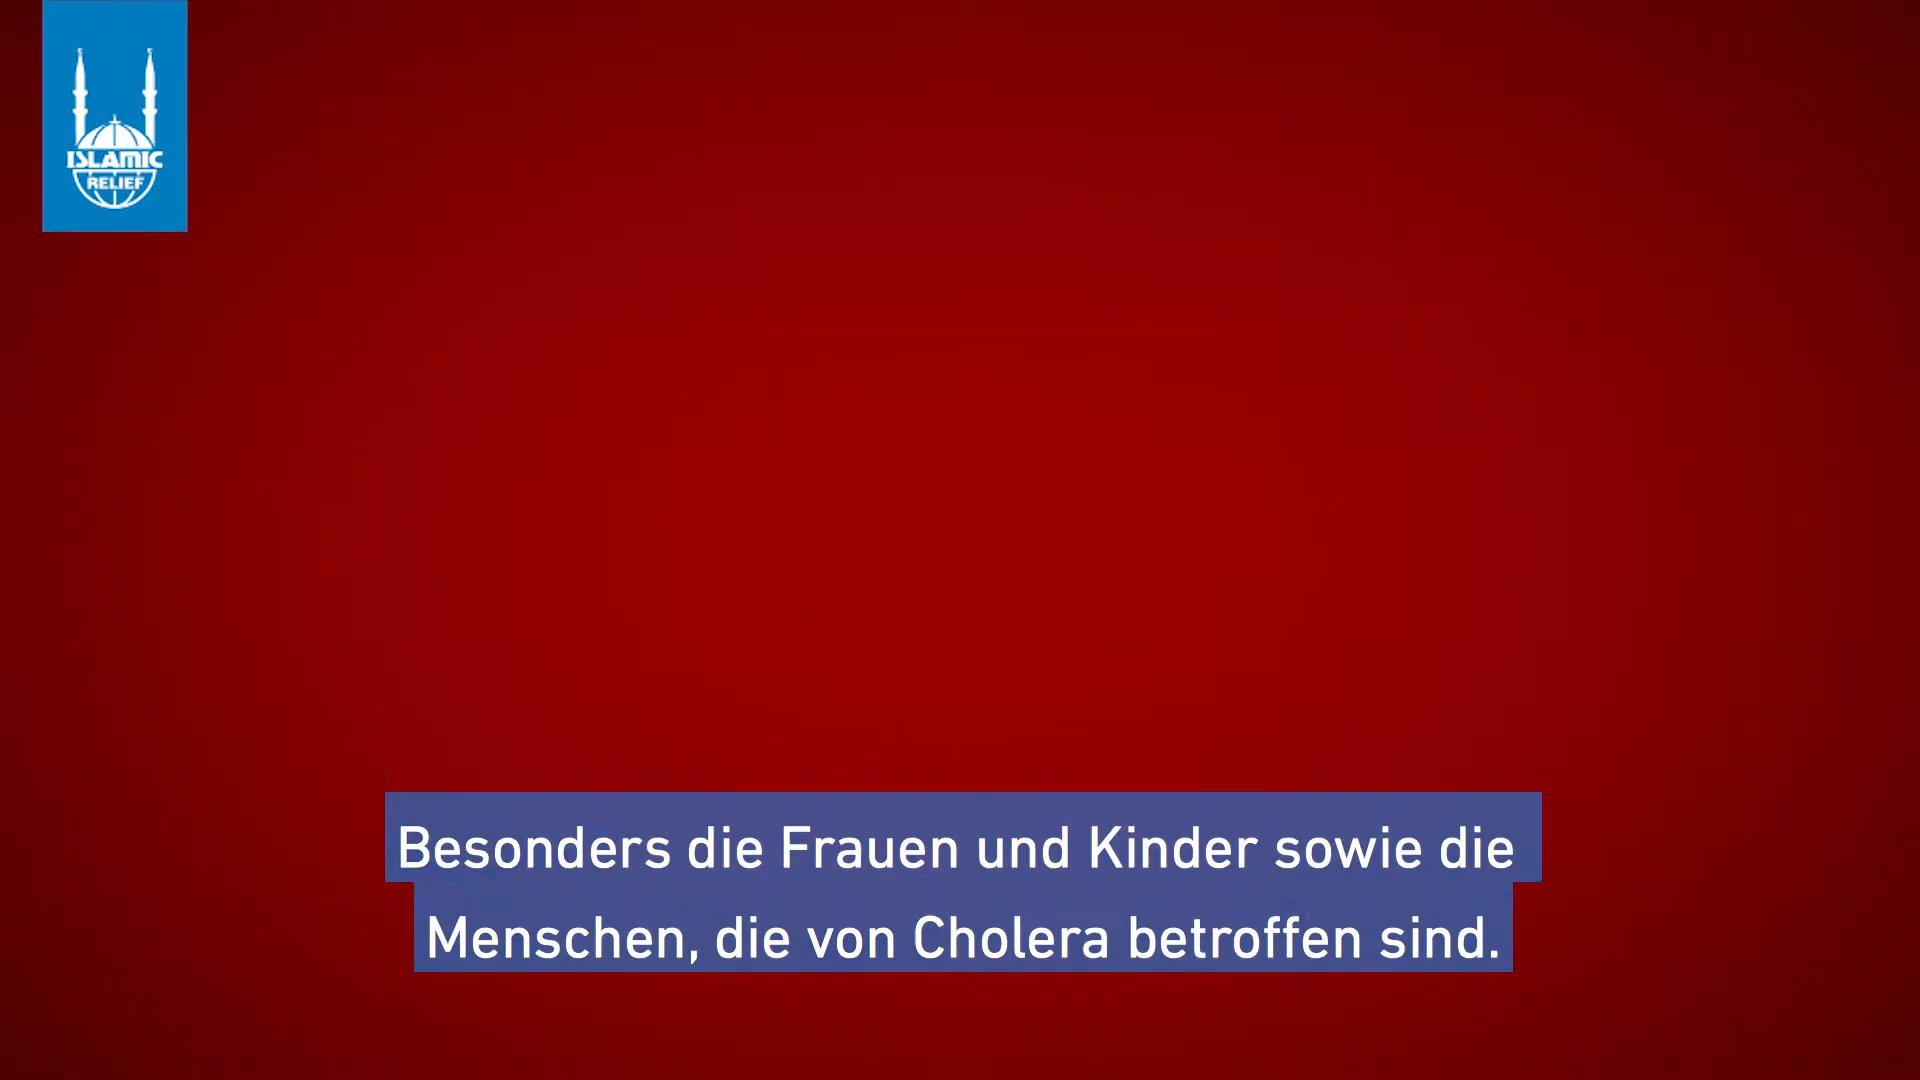 ISLAMIC
RELIEF
Besonders die Frauen und Kinder sowie die
Menschen, die von Cholera betroffen sind.